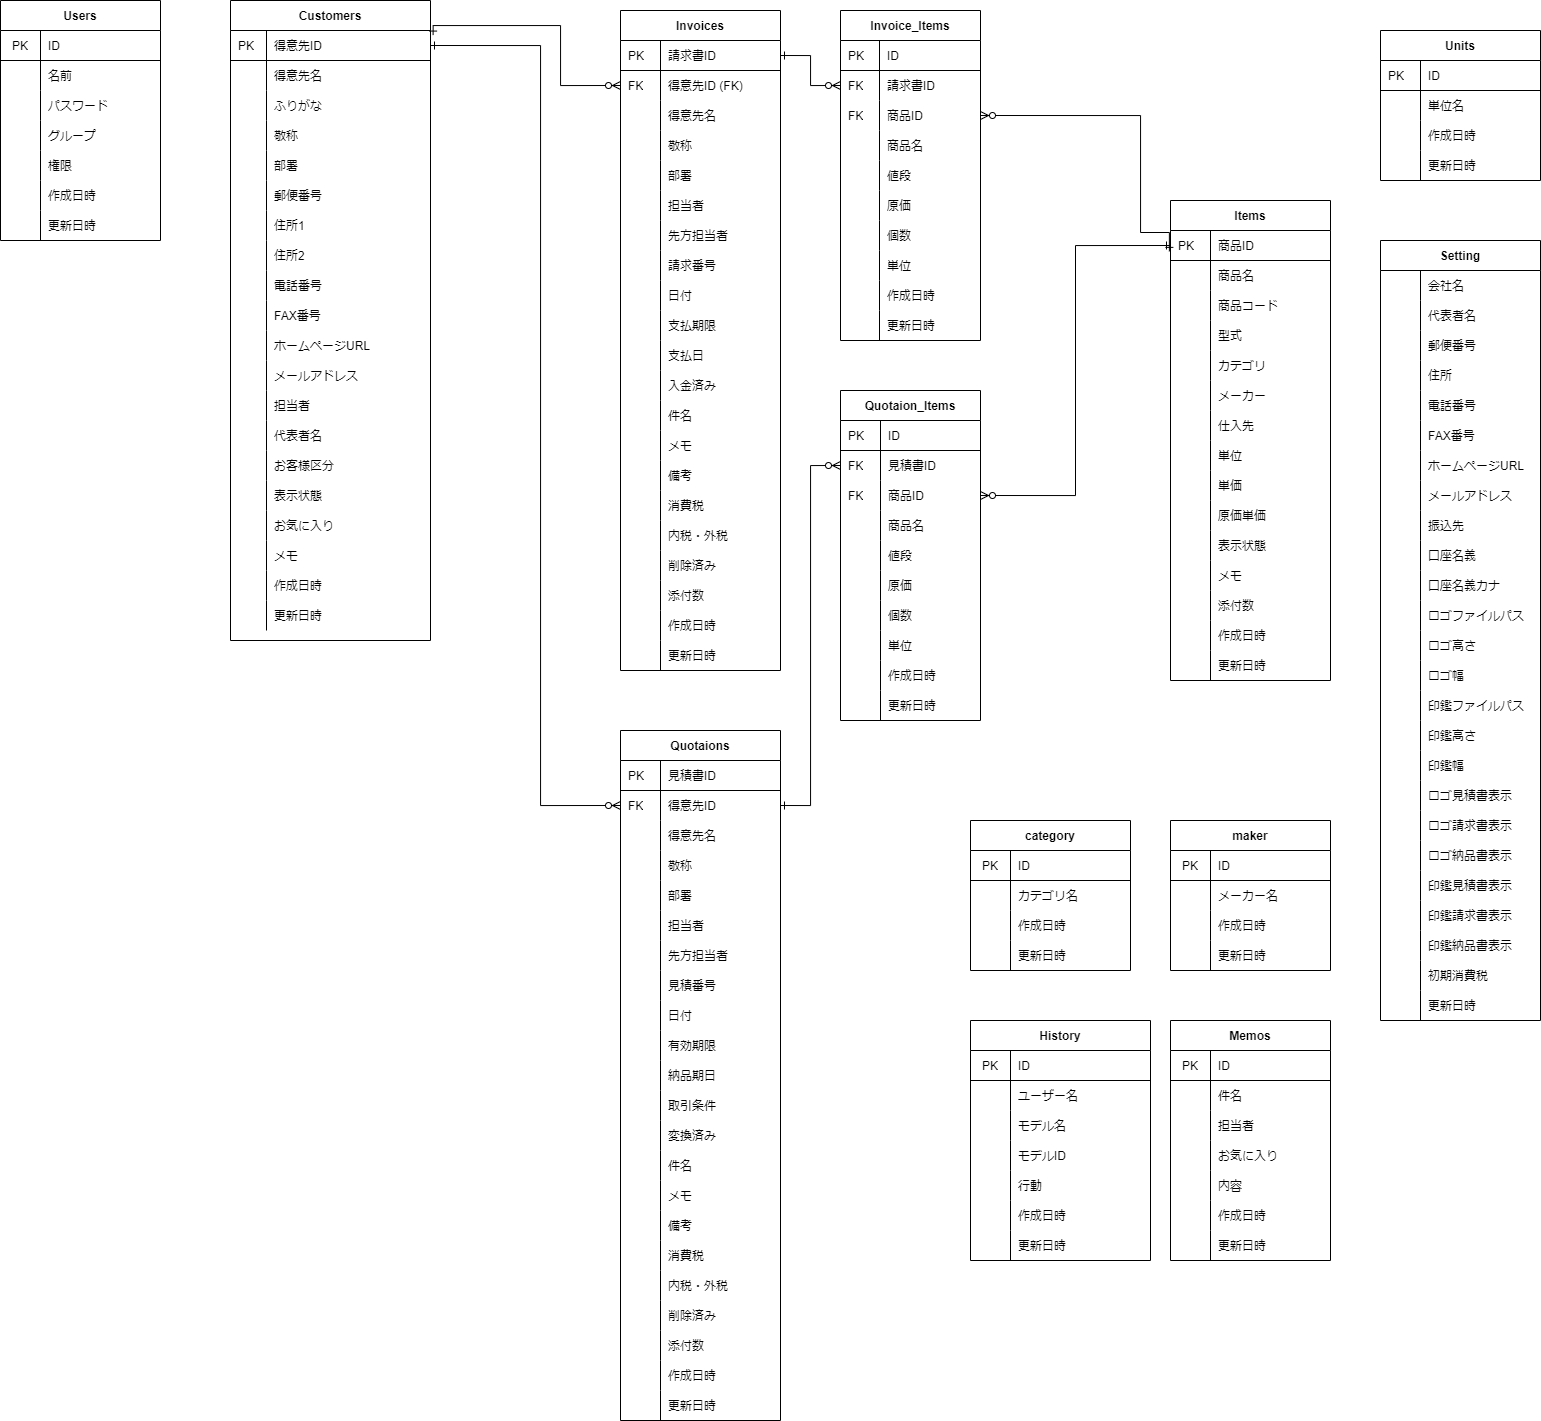 Users
PK ID
名前
パスワード
グループ
権限
作成日時
更新日時
Customers
PK 得意先ID
得意先名
ふりがな
敬称
部署
郵便番号
住所1
住所2
電話番号
FAX番号
ホームページURL
メールアドレス
担当者
代表者名
お客様区分
表示状態
お気に入り
メモ
作成日時
更新日時
Invoices
PK 請求書ID
FK 得意先ID (FK)
得意先名
敬称
部署
担当者
先方担当者
請求番号
日付
支払期限
支払日
入金済み
件名
メモ
備考
消費税
内税・外税
削除済み
添付数
作成日時
更新日時
Quotaions
PK 見積書ID
FK 得意先ID
得意先名
敬称
部署
担当者
先方担当者
見積番号
日付
有効期限
納品期日
取引条件
変換済み
件名
メモ
備考
消費税
内税・外税
削除済み
添付数
作成日時
更新日時
Invoice_Items
PK ID
FK 請求書ID
FK 商品ID
商品名
値段
原価
個数
単位
作成日時
更新日時
Quotaion_Items
PK ID
FK 見積書ID
FK 商品ID
商品名
値段
原価
個数
単位
作成日時
更新日時
Items
PK 商品ID
商品名
商品コード
型式
カテゴリ
メーカー
仕入先
単位
単価
原価単価
表示状態
メモ
添付数
作成日時
更新日時
category
PK ID
カテゴリ名
作成日時
更新日時
maker
PK ID
メーカー名
作成日時
更新日時
History
PK ID
ユーザー名
モデル名
モデルID
行動
作成日時
更新日時
Memos
PK ID
件名
担当者
お気に入り
内容
作成日時
更新日時
Units
PK ID
単位名
作成日時
更新日時
Setting
会社名
代表者名
郵便番号
住所
電話番号
FAX番号
ホームページURL
メールアドレス
振込先
口座名義
口座名義カナ
ロゴファイルパス
ロゴ高さ
ロゴ幅
印鑑ファイルパス
印鑑高さ
印鑑幅
ロゴ見積書表示
ロゴ請求書表示
ロゴ納品書表示
印鑑見積書表示
印鑑請求書表示
印鑑納品書表示
初期消費税
更新日時